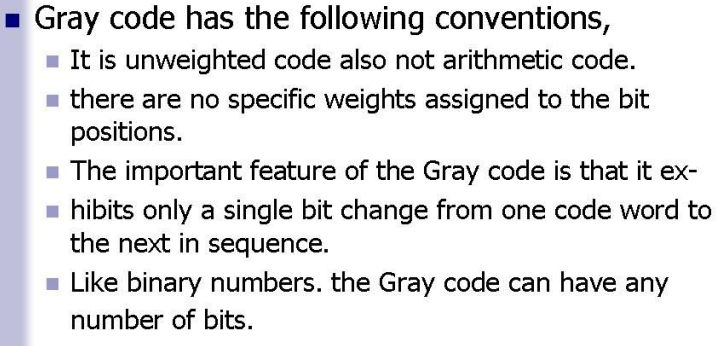 Gray code has the following conventions,
It is unweighted code also not arithmetic code.
there are no specific weights assigned to the bit
positions.
The important feature of the Gray code is that it ex-
hibits only a single bit change from one code word to
the next in sequence.
Like binary numbers. the Gray code can have any
number of bits.